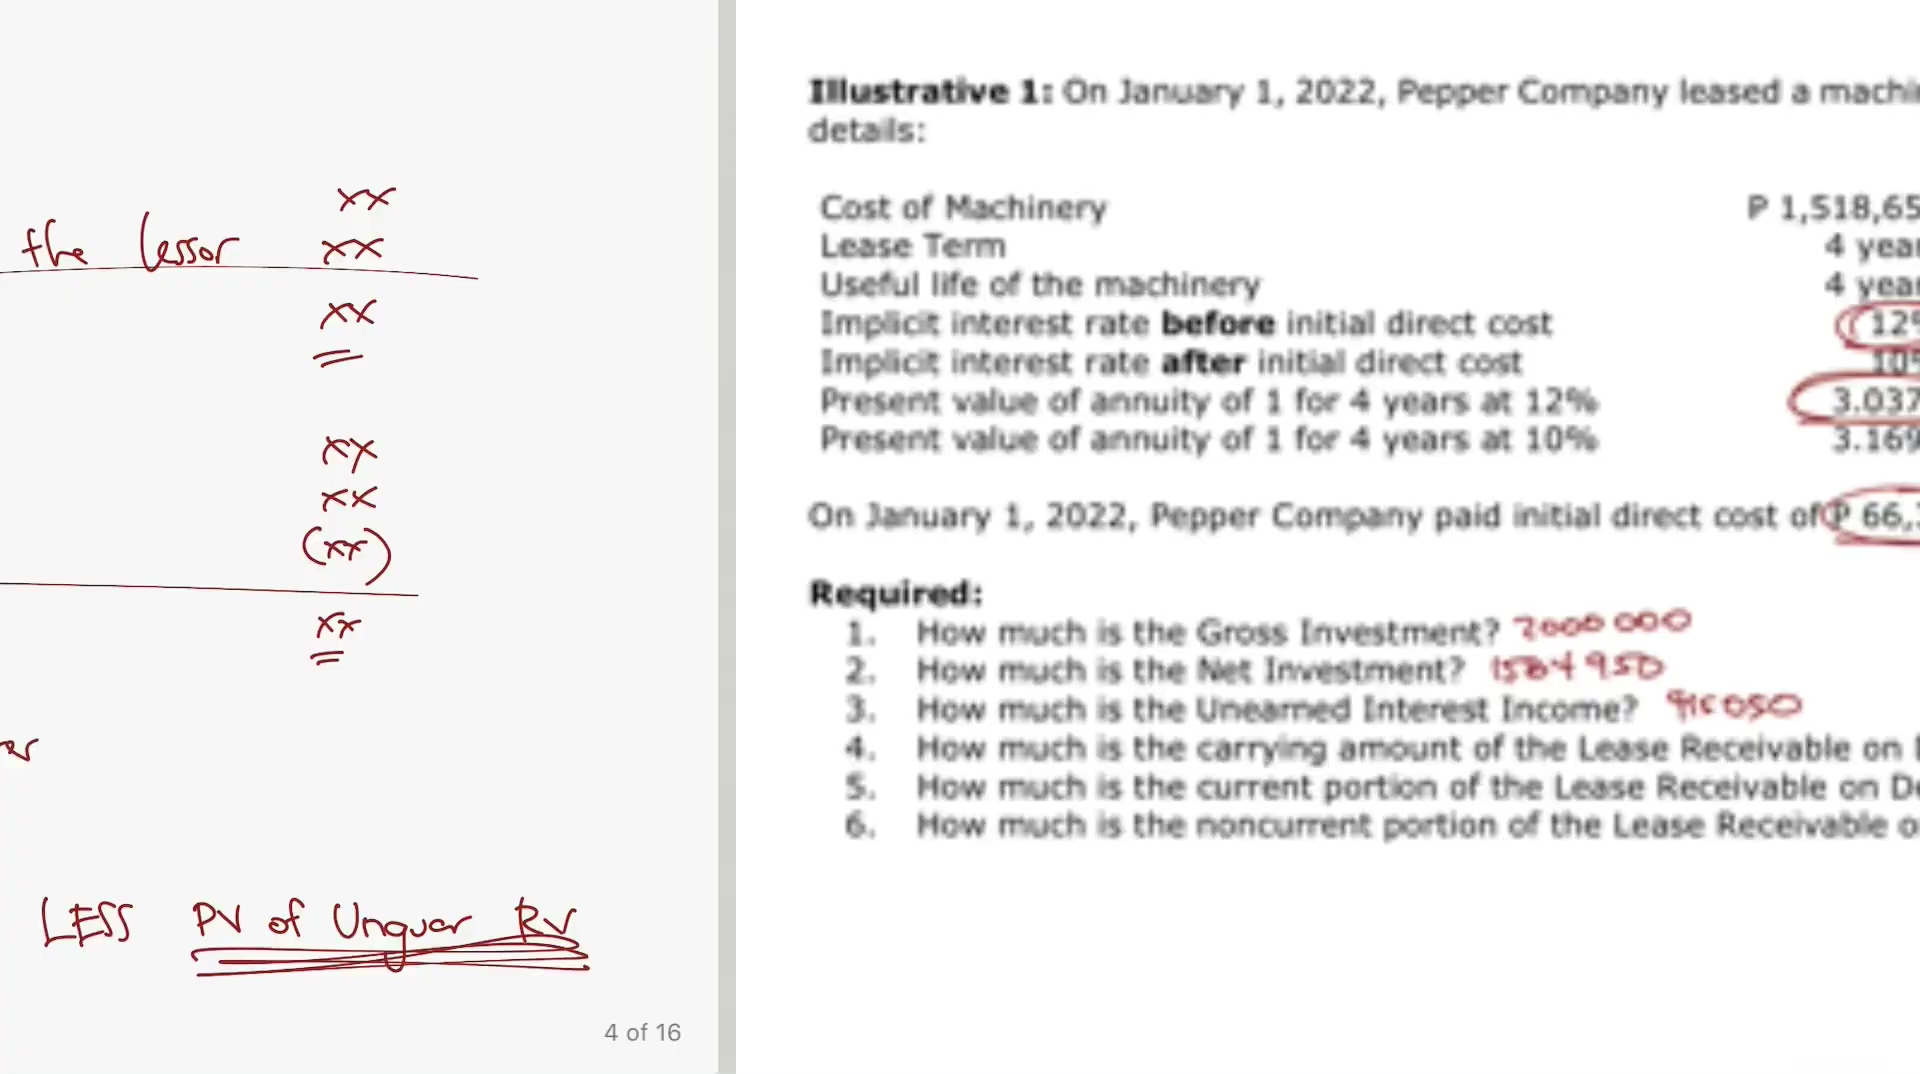 xx
the lessor xx
xx
xx
xx
(xx)
xx
LESS PV of Unguar RV
4 of 16
Illustrative 1: On January 1, 2022, Pepper Company leased a
details:
Cost of Machinery P 1,518,65
Lease Term 4
Useful life of the machinery 4
Implicit interest rate before initial direct cost 12%
Implicit interest rate after initial direct cost 10%
Present value of annuity of 1 for 4 years at 12% 3.037
Present value of annuity of 1 for 4 years at 10% 3.169
On January 1, 2022, Pepper Company paid initial direct cost of P 66,
Required:
1. How much is the Gross Investment? 2000 000
2. How much is the Net Investment? 1584 950
3. How much is the Unearned Interest Income? 415 050
4. How much is the carrying amount of the Lease Receivable on
5. How much is the current portion of the Lease Receivable on De
6. How much is the noncurrent portion of the Lease Receivable o